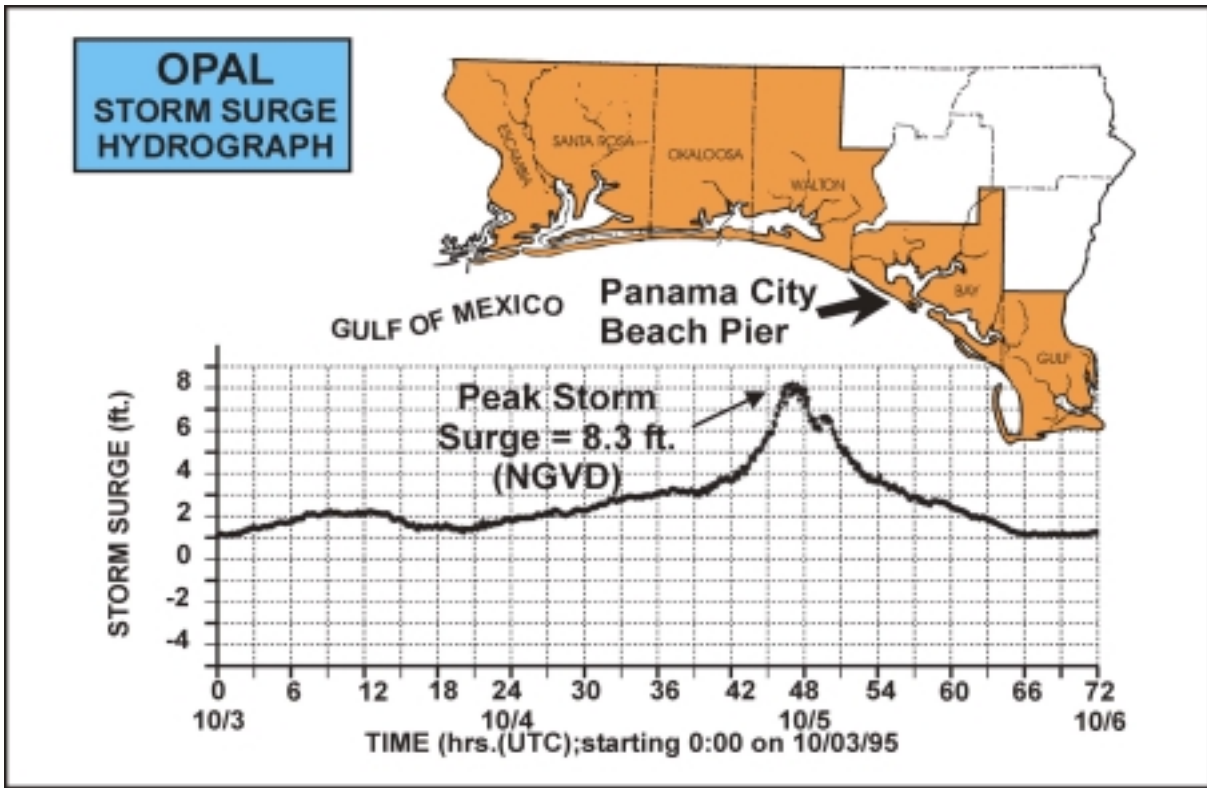 OPAL
STORM SURGE
HYDROGRAPH
ESCAMBIA
SANTA ROSA
OKALOOSA
WALTON
BAY
GULF
Panama City
Beach Pier
GULF OF MEXICO
Peak Storm
Surge = 8.3 ft.
(NGVD)
STORM SURGE (ft.)
8
6
4
2
0
-2
-4
0 6 12 18 24 30 36 42 48 54 60 66 72
10/3 10/4 10/5 10/6
TIME (hrs.(UTC);starting 0:00 on 10/03/95